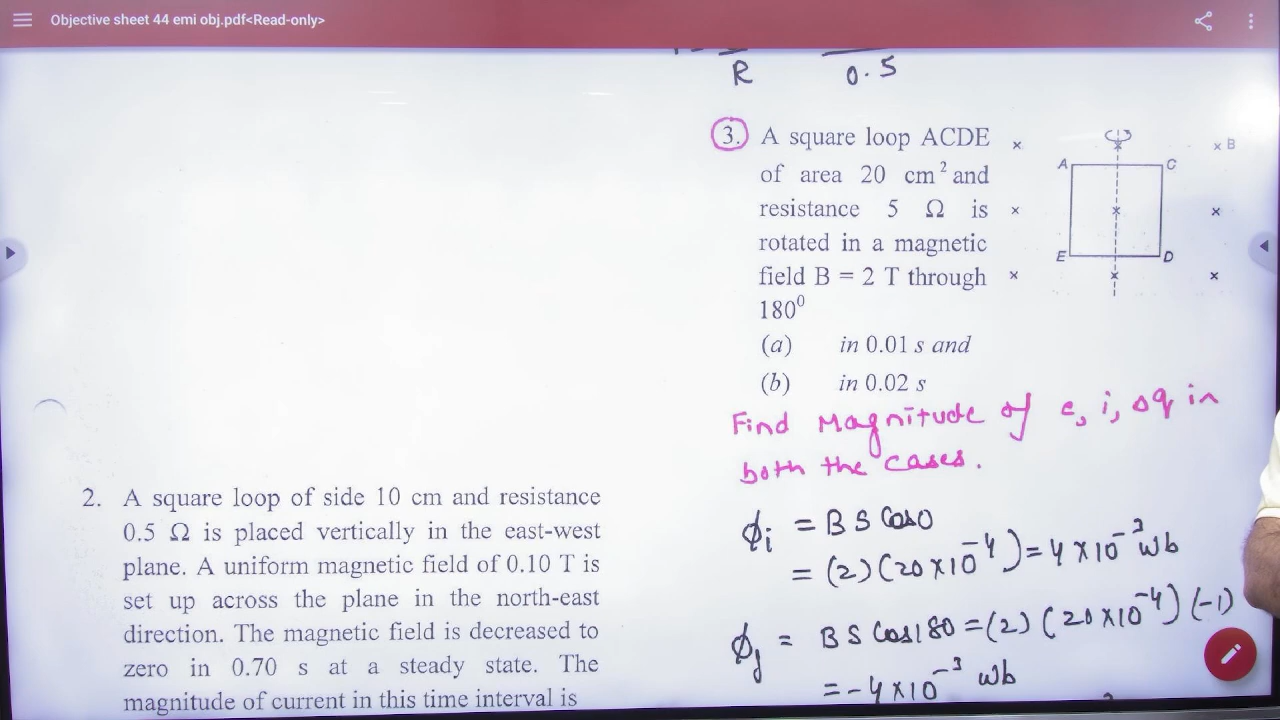 Objective sheet 44 emi obj.pdf<Read-only>
R 0.5
3. A square loop ACDE
of area 20 cm² and
resistance 5 Ω is
rotated in a magnetic
field B = 2 T through
180⁰
(a) in 0.01 s and
(b) in 0.02 s
× × × B
A C
× × ×
E D
× × ×
Find Magnitude of e, i, Δq in
both the cases.
ϕi = B S Cos0
= (2)(20×10⁻⁴) = 4×10⁻³ wb
ϕf = B S Cos180 = (2)(20×10⁻⁴)(-1)
= -4×10⁻³ wb
2. A square loop of side 10 cm and resistance
0.5 Ω is placed vertically in the east-west
plane. A uniform magnetic field of 0.10 T is
set up across the plane in the north-east
direction. The magnetic field is decreased to
zero in 0.70 s at a steady state. The
magnitude of current in this time interval is